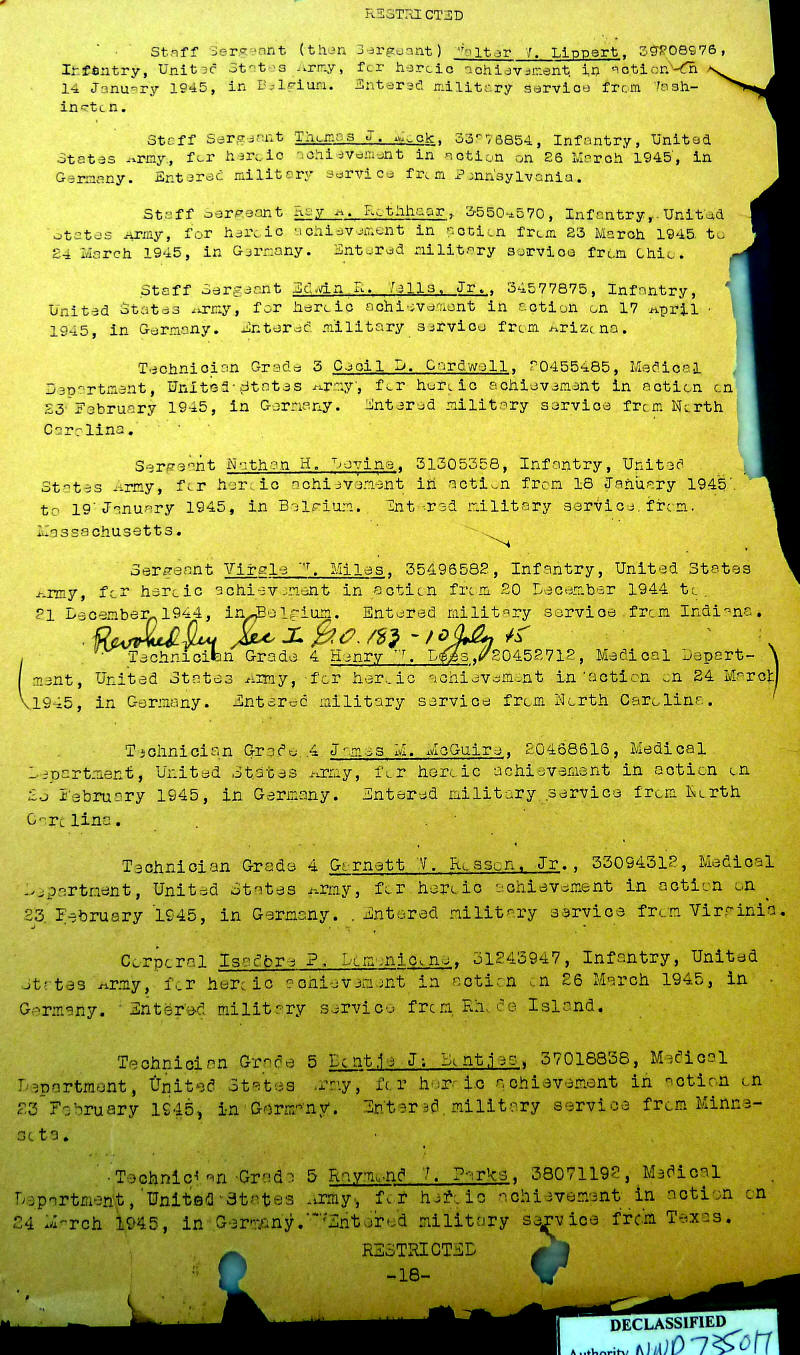 RESTRICTED
Staff Sergeant (then Sergeant) Walter W. Lippert, 39208976,
Infantry, United States Army, for heroic achievement in action on
14 January 1945, in Belgium. Entered military service from Wash-
ington.
Staff Sergeant Thomas J. 33276854, Infantry, United
States Army, for heroic achievement in action on 26 March 1945, in
Germany. Entered military service from Pennsylvania.
Staff Sergeant Ray A. Rothhaar, 35504570, Infantry, United
States Army, for heroic achievement in action from 23 March 1945 to
24 March 1945, in Germany. Entered military service from Ohio.
Staff Sergeant Edwin R. Wells, Jr., 34577875, Infantry,
United States Army, for heroic achievement in action on 17 April
1945, in Germany. Entered military service from Arizona.
Technician Grade 3 Cecil D. Cardwell, 20455485, Medical
Department, United States Army, for heroic achievement in action on
23 February 1945, in Germany. Entered military service from North
Carolina.
Sergeant Nathan H. Levine, 31305358, Infantry, United
States Army, for heroic achievement in action from 18 January 1945
to 19 January 1945, in Belgium. Entered military service from
Massachusetts.
Sergeant Virgle W. Miles, 35496582, Infantry, United States
Army, for heroic achievement in action from 20 December 1944 to
21 December 1944, in Belgium. Entered military service from Indiana.
Revoked by Sec I G.O. 183 - 10 July 45
Technician Grade 4 Henry W. 20452712, Medical Depart-
ment, United States Army, for heroic achievement in action on 24 March
1945, in Germany. Entered military service from North Carolina.
Technician Grade 4 James M. McGuire, 20468616, Medical
Department, United States Army, for heroic achievement in action on
23 February 1945, in Germany. Entered military service from North
Carolina.
Technician Grade 4 Garnett W. Rosson, Jr., 33094312, Medical
Department, United States Army, for heroic achievement in action on
23 February 1945, in Germany. Entered military service from Virginia.
Corporal Isadore P. 31243947, Infantry, United
States Army, for heroic achievement in action on 26 March 1945, in
Germany. Entered military service from Rhode Island.
Technician Grade 5 Bentje J. Bentjes, 37018838, Medical
Department, United States Army, for heroic achievement in action on
23 February 1945, in Germany. Entered military service from Minne-
sota.
Technician Grade 5 Raymond W. Parks, 38071192, Medical
Department, United States Army, for heroic achievement in action on
24 March 1945, in Germany. Entered military service from Texas.
RESTRICTED
-18-
DECLASSIFIED
Authority NND 735017